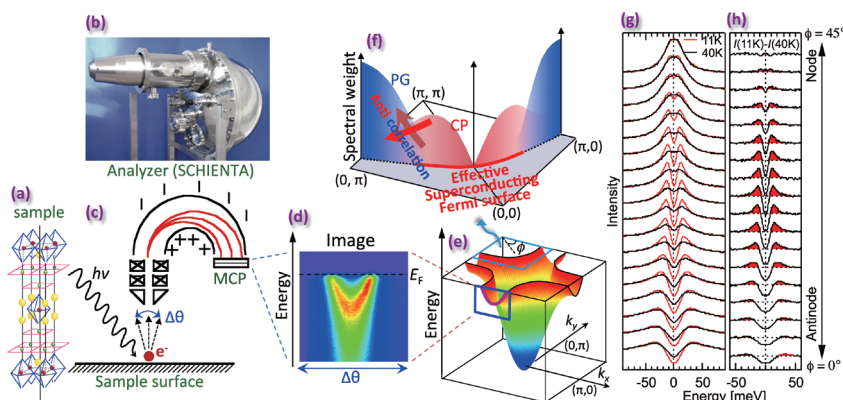 (a)
sample
hν
(b)
Analyzer (SCHIENTA)
(c)
MCP
Δθ
e-
Sample surface
(d)
Image
Energy
E_F
Δθ
(e)
ϕ
Energy
k_y
(0,π)
k_x
(π,0)
(f)
Spectral weight
PG
(π, π)
CP
Anti correlation
(π,0)
(0, π)
Effective
Superconducting
Fermi surface
(0,0)
(g)
11K
40K
Intensity
-50 0 50
(h)
I(11K)-I(40K)
-50 0 50
Energy [meV]
ϕ = 45°
Node
Antinode
ϕ = 0°